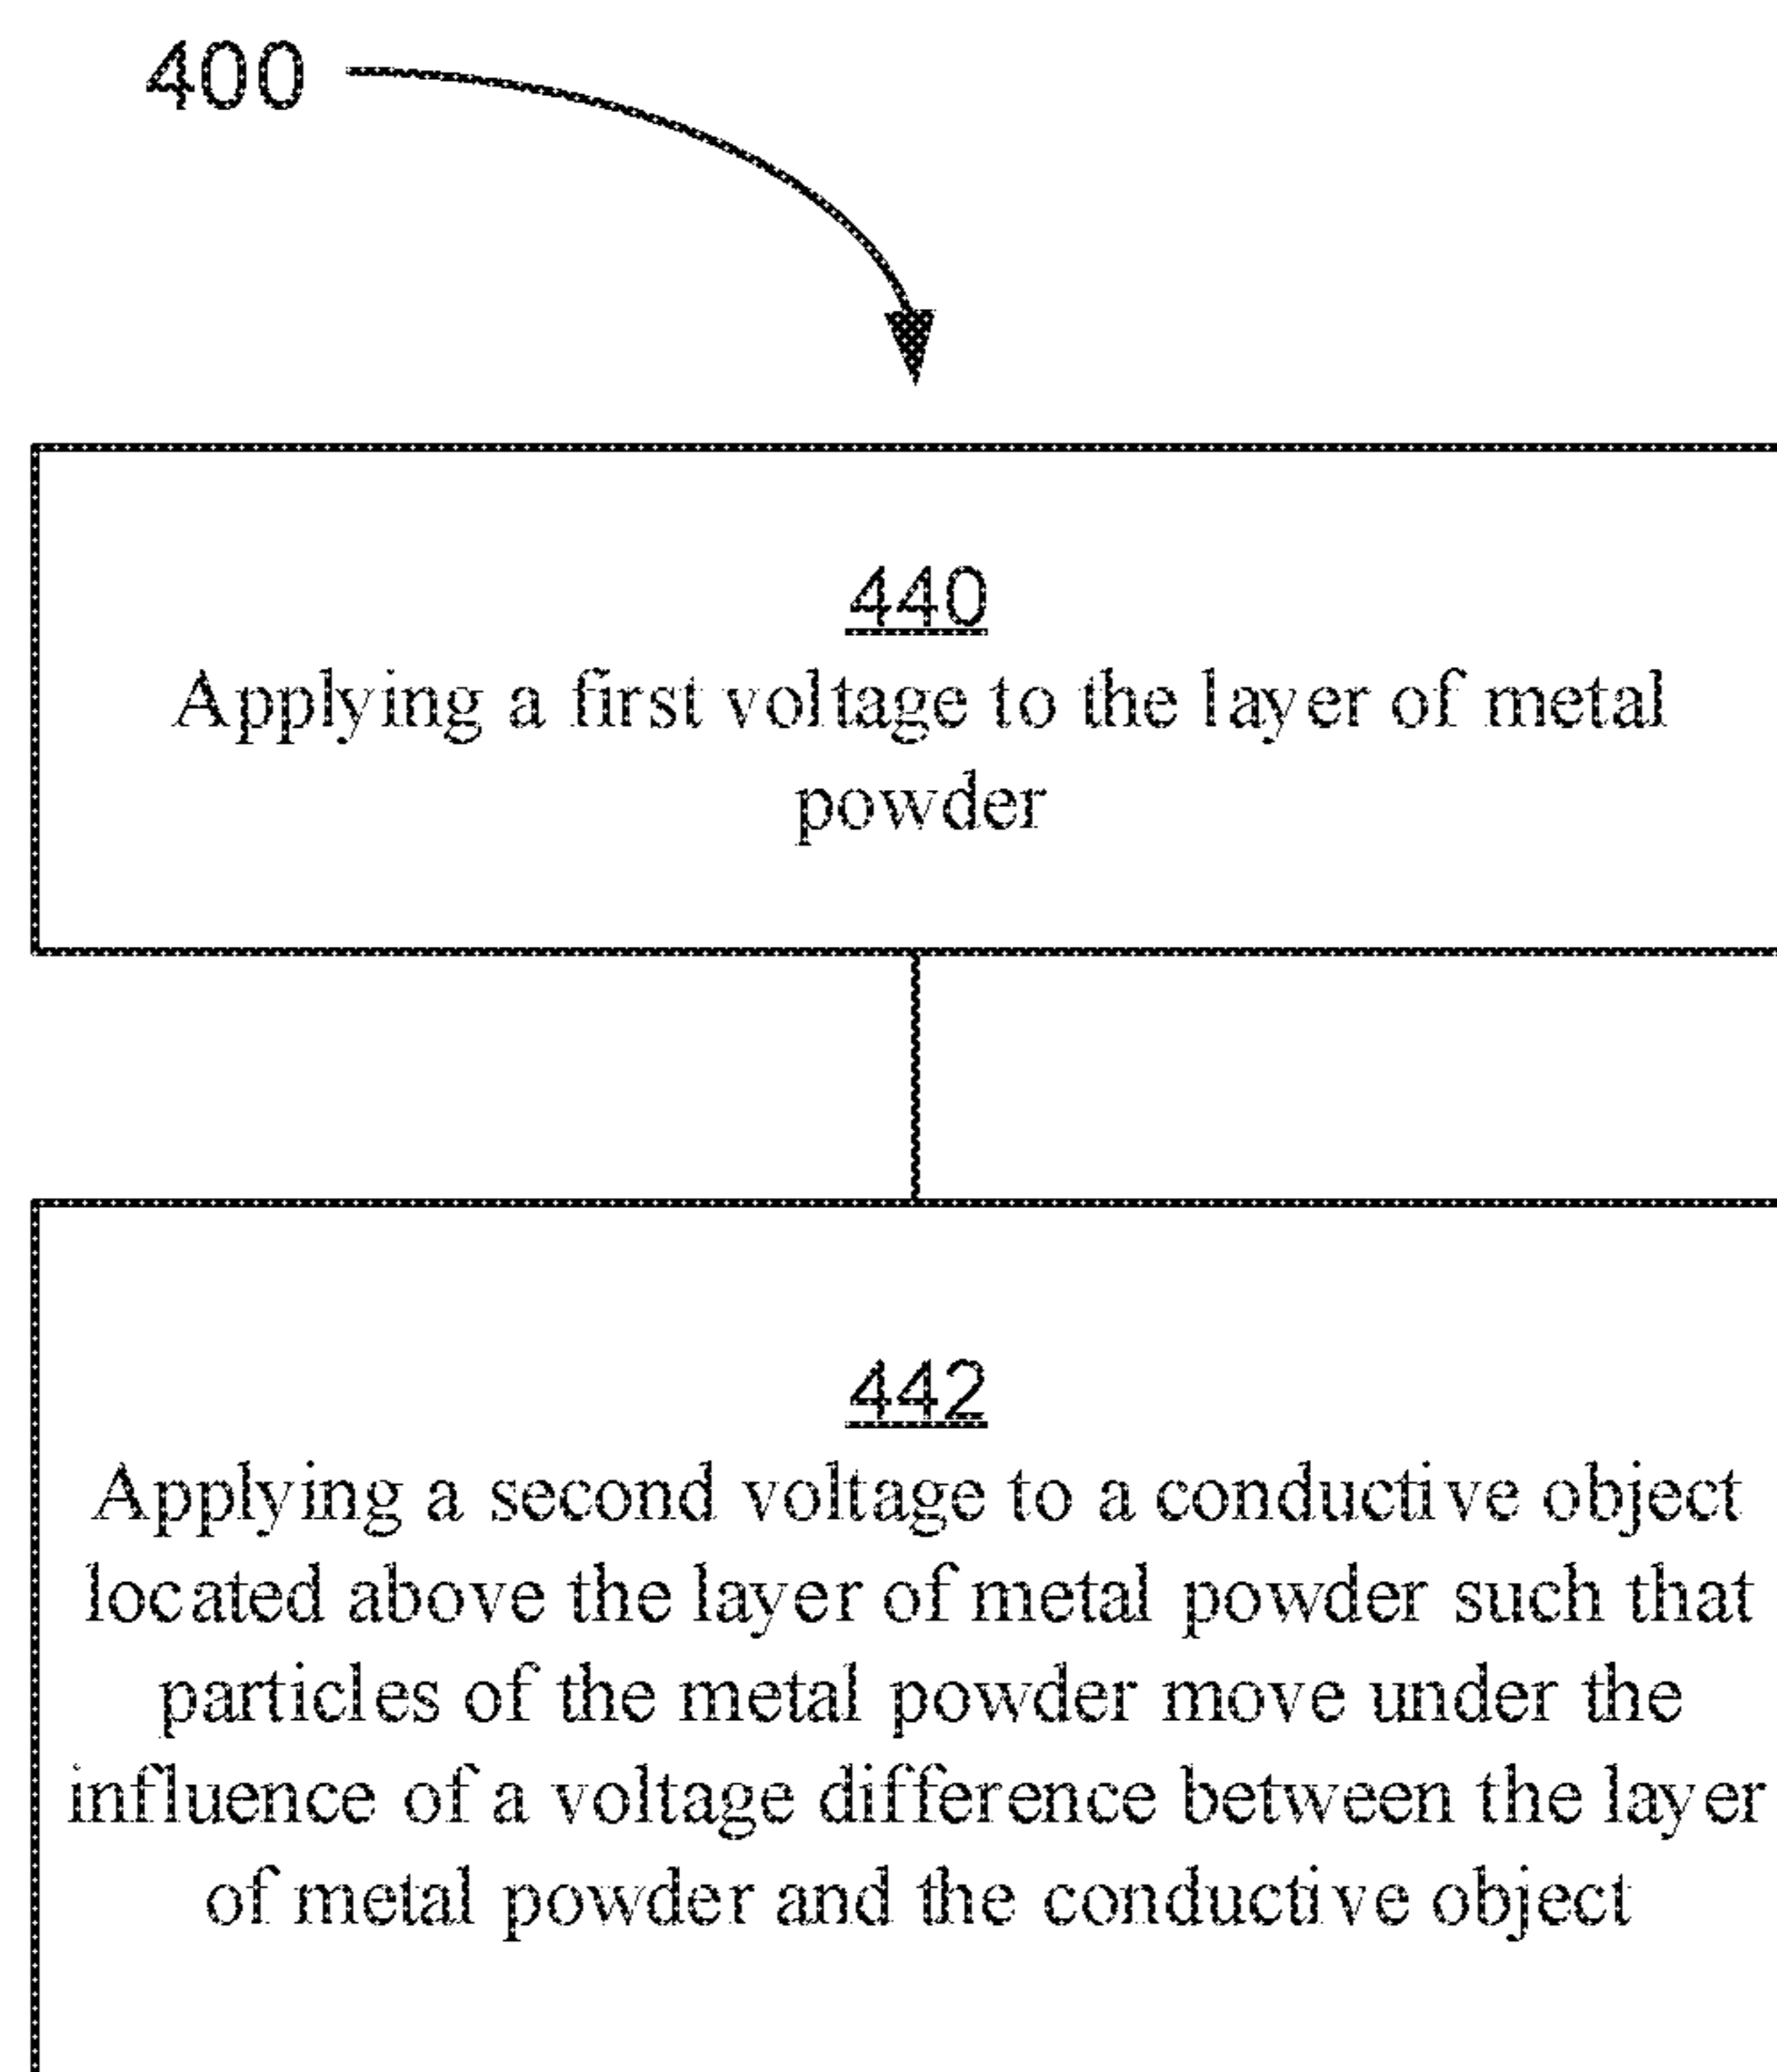 400
440
Applying a first voltage to the layer of metal
powder
442
Applying a second voltage to a conductive object
located above the layer of metal powder such that
particles of the metal powder move under the
influence of a voltage difference between the layer
of metal powder and the conductive object